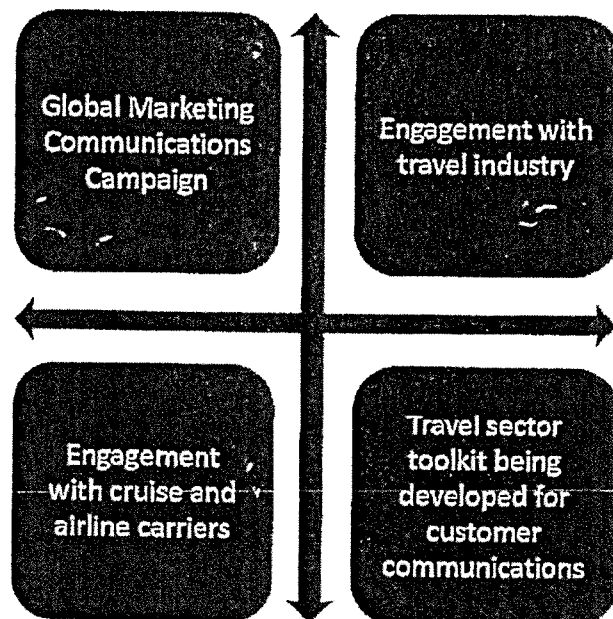 Global Marketing
Communications
Campaign
Engagement with
travel industry
Engagement
with cruise and
airline carriers
Travel sector
toolkit being
developed for
customer
communications